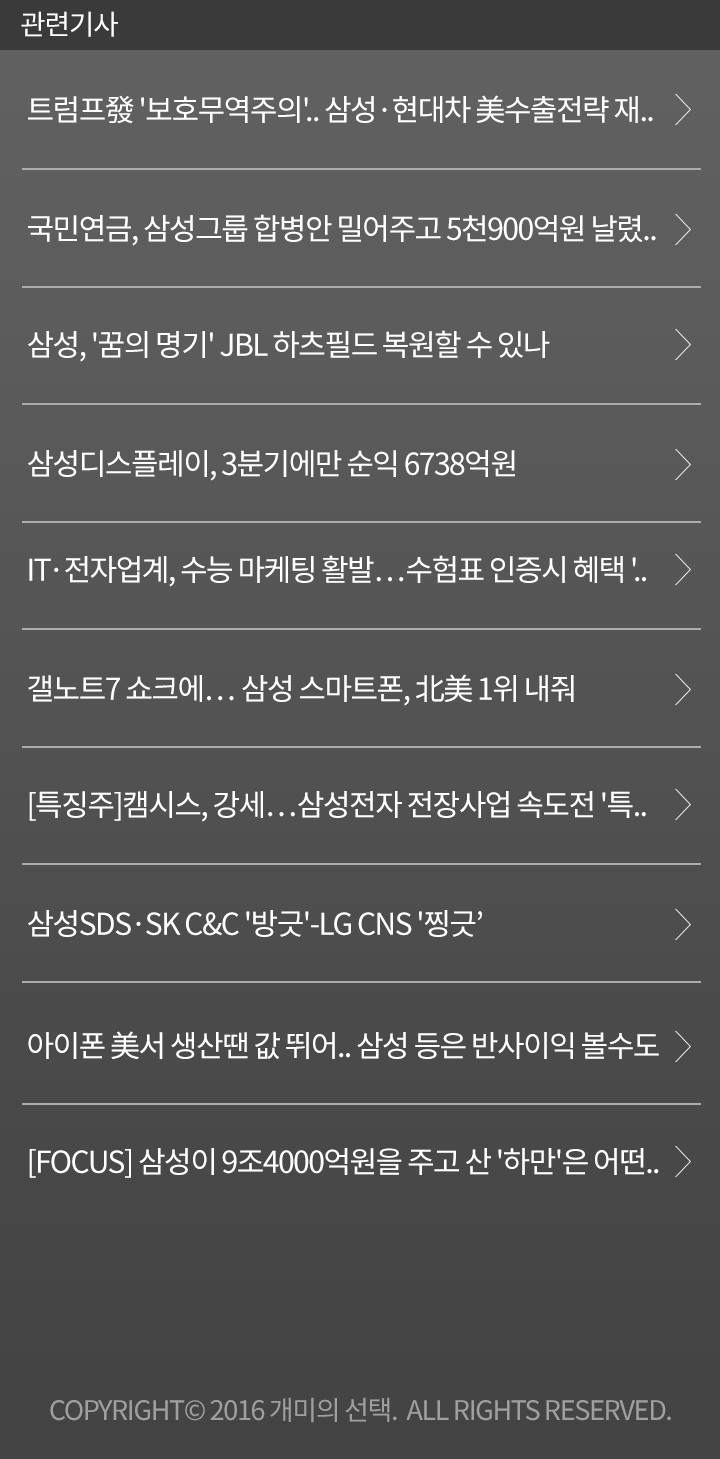 관련기사
트럼프發 '보호무역주의'.. 삼성·현대차 美수출전략 재..
국민연금, 삼성그룹 합병안 밀어주고 5천900억원 날렸..
삼성, '꿈의 명기' JBL 하츠필드 복원할 수 있나
삼성디스플레이, 3분기에만 순익 6738억원
IT·전자업계, 수능 마케팅 활발…수험표 인증시 혜택 '..
갤노트7 쇼크에… 삼성 스마트폰, 北美 1위 내줘
[특징주]캠시스, 강세…삼성전자 전장사업 속도전 '특..
삼성SDS·SK C&C '방긋'-LG CNS '찡긋’
아이폰 美서 생산땐 값 뛰어.. 삼성 등은 반사이익 볼수도
[FOCUS] 삼성이 9조4000억원을 주고 산 '하만'은 어떤..
COPYRIGHT© 2016 개미의 선택. ALL RIGHTS RESERVED.